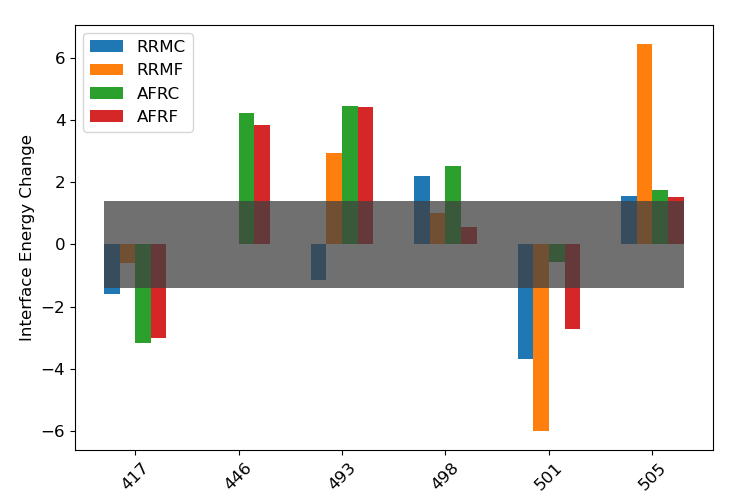 RRMC
RRMF
AFRC
AFRF
Interface Energy Change
6
4
2
0
−2
−4
−6
417
446
493
498
501
505